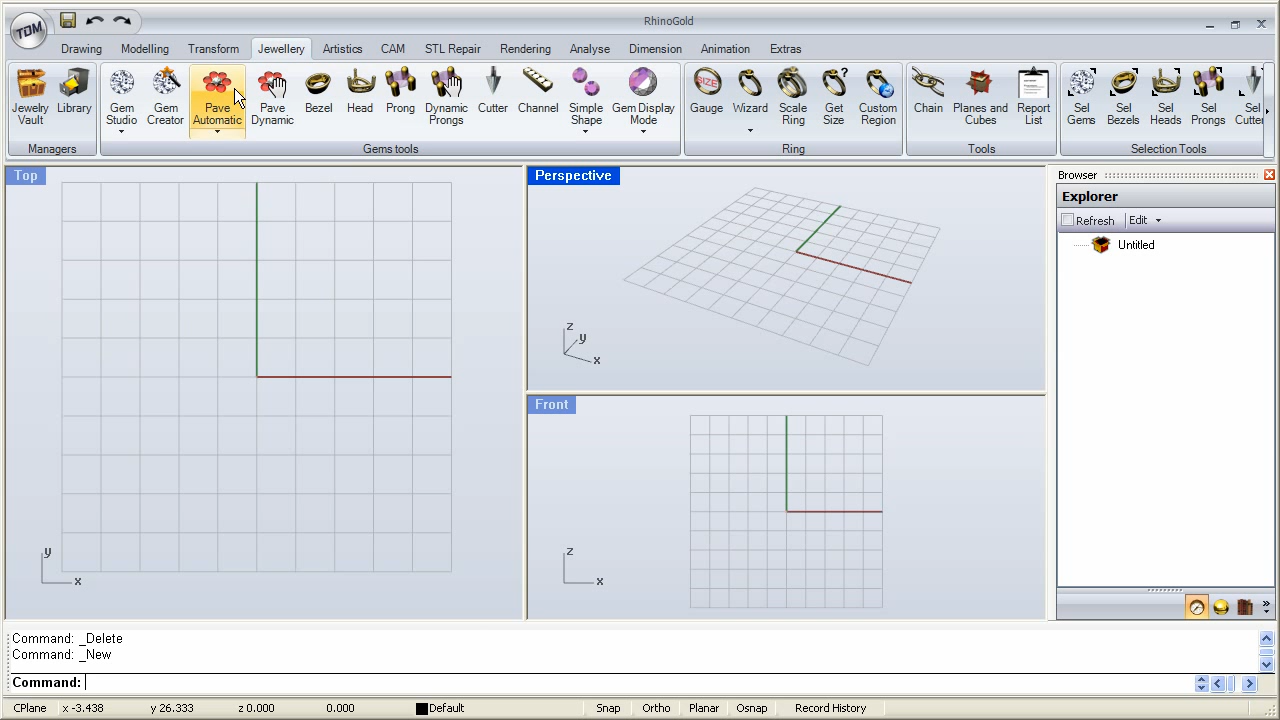 RhinoGold
TDM
Drawing Modelling Transform Jewellery Artistics CAM STL Repair Rendering Analyse Dimension Animation Extras
Jewelry Vault
Library
Gem Studio
Gem Creator
Pave Automatic
Pave Dynamic
Bezel
Head
Prong
Dynamic Prongs
Cutter
Channel
Simple Shape
Gem Display Mode
SIZE
Gauge
Wizard
Scale Ring
?
Get Size
Custom Region
Chain
Planes and Cubes
Report List
Sel Gems
Sel Bezels
Sel Heads
Sel Prongs
Sel Cutter
Managers
Gems tools
Ring
Tools
Selection Tools
Top
y
x
Perspective
z
y
x
Front
z
x
Browser
Explorer
Refresh Edit
Untitled
Command: _Delete
Command: _New
Command:
CPlane x -3.438 y 26.333 z 0.000 0.000 Default Snap Ortho Planar Osnap Record History